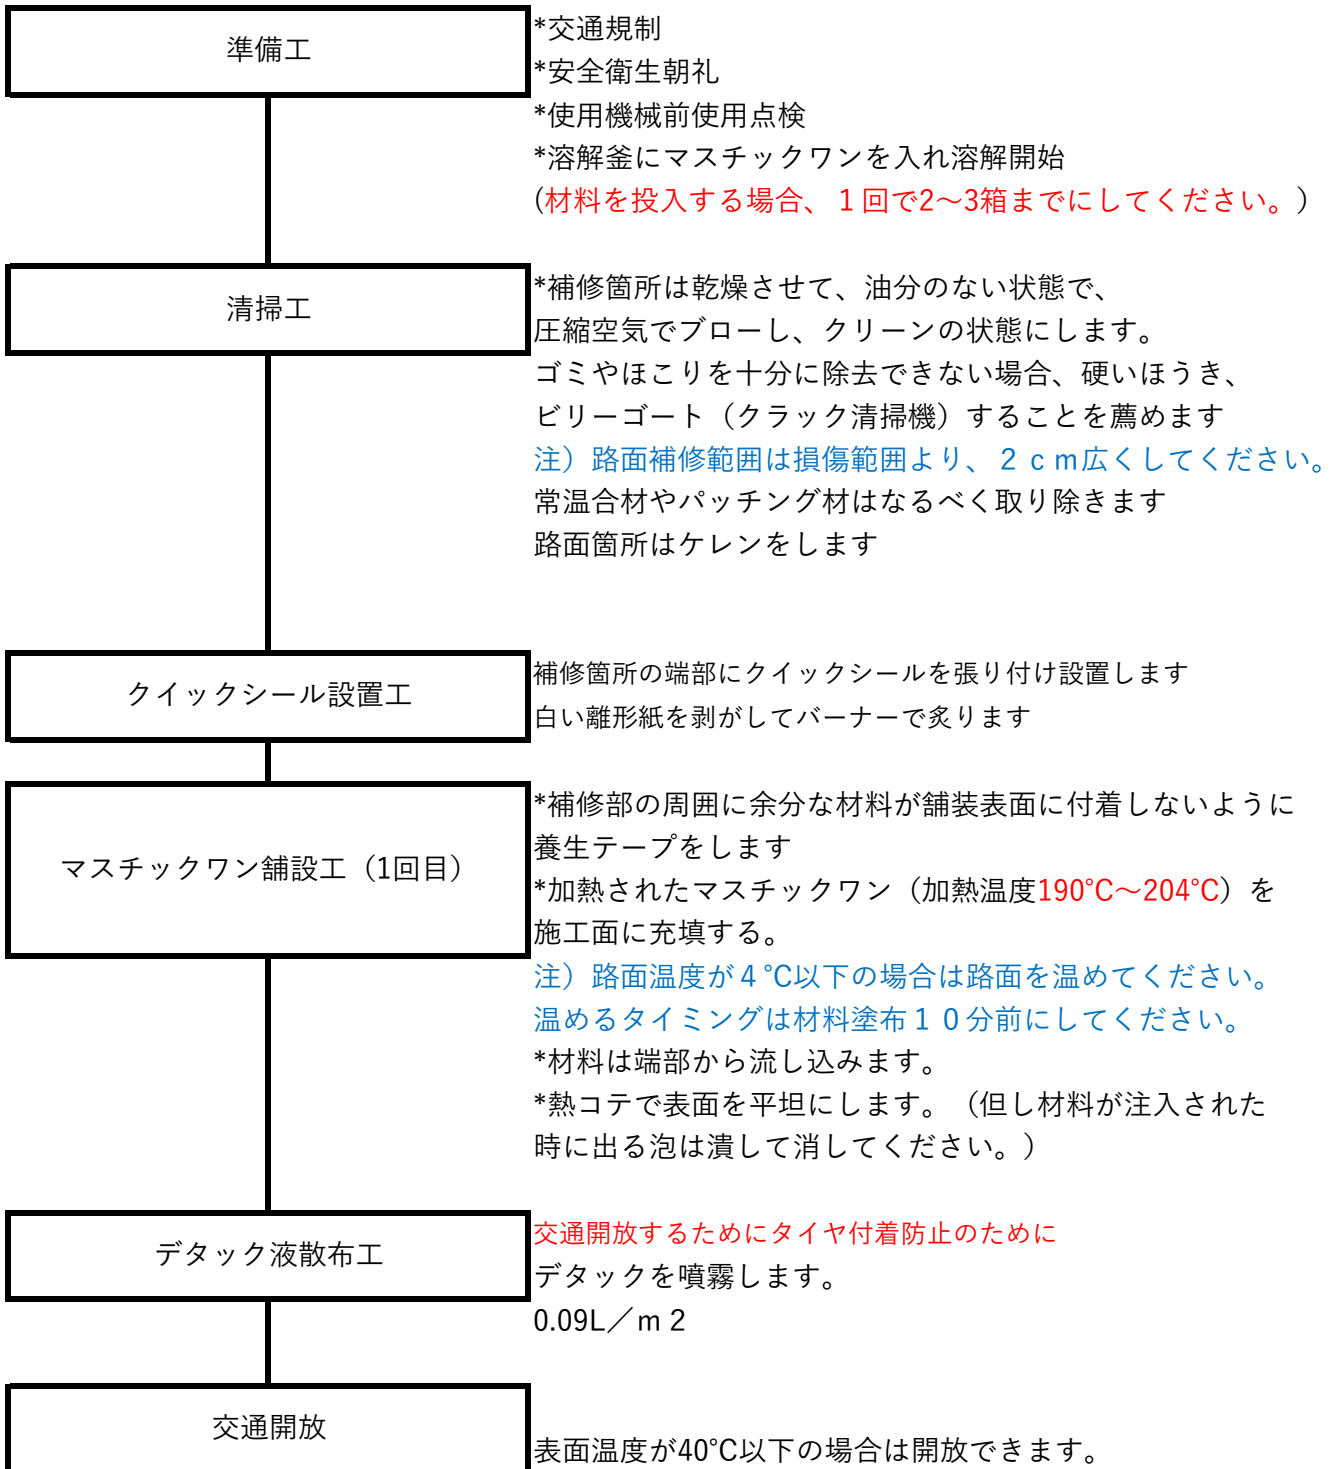 準備工
*交通規制
*安全衛生朝礼
*使用機械前使用点検
*溶解釜にマスチックワンを入れ溶解開始
(材料を投入する場合、１回で2～3箱までにしてください。）
清掃工
*補修箇所は乾燥させて、油分のない状態で、
圧縮空気でブローし、クリーンの状態にします。
ゴミやほこりを十分に除去できない場合、硬いほうき、
ビリーゴート（クラック清掃機）することを薦めます
注）路面補修範囲は損傷範囲より、２ｃｍ広くしてください。
常温合材やパッチング材はなるべく取り除きます
路面箇所はケレンをします
クイックシール設置工
補修箇所の端部にクイックシールを張り付け設置します
白い離形紙を剥がしてバーナーで炙ります
マスチックワン舗設工（1回目）
*補修部の周囲に余分な材料が舗装表面に付着しないように
養生テープをします
*加熱されたマスチックワン（加熱温度190℃～204℃）を
施工面に充填する。
注）路面温度が４℃以下の場合は路面を温めてください。
温めるタイミングは材料塗布１０分前にしてください。
*材料は端部から流し込みます。
*熱コテで表面を平坦にします。（但し材料が注入された
時に出る泡は潰して消してください。）
デタック液散布工
交通開放するためにタイヤ付着防止のために
デタックを噴霧します。
0.09L／ｍ２
交通開放
表面温度が40℃以下の場合は開放できます。